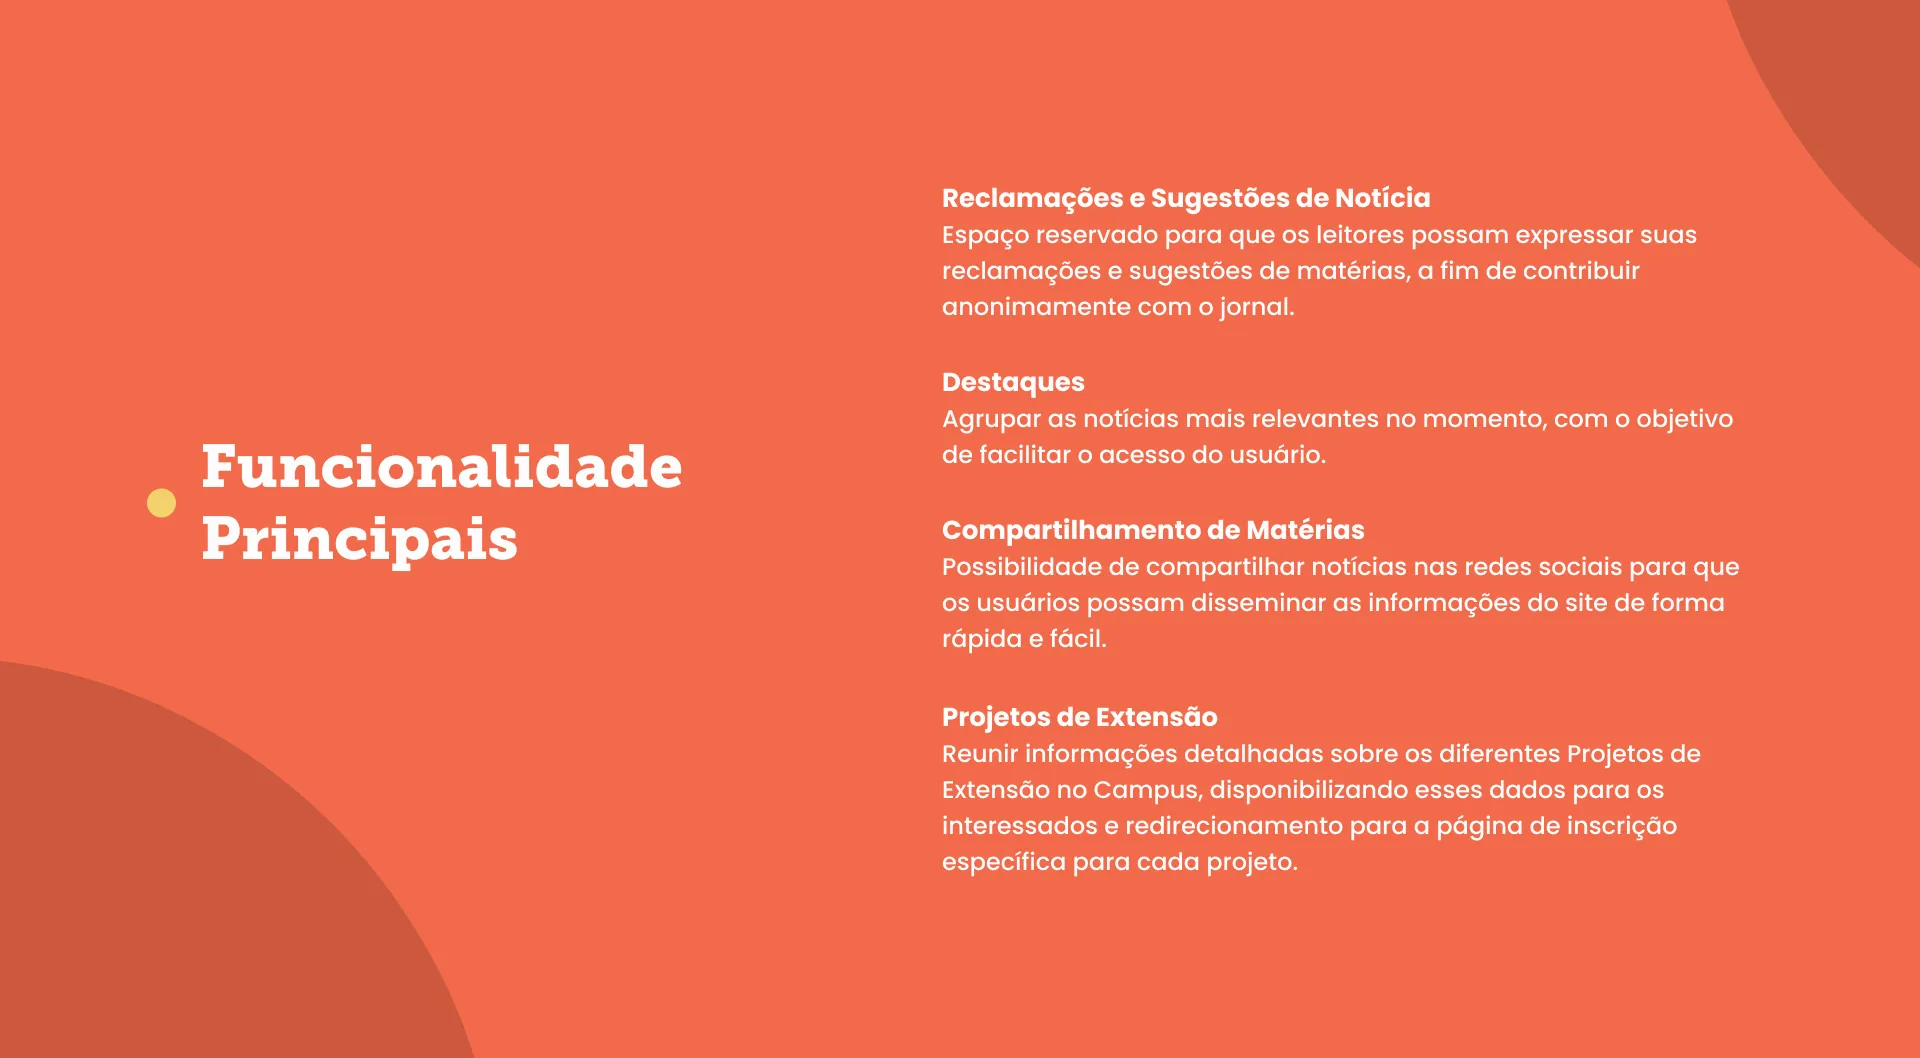 Funcionalidade
Principais
Reclamações e Sugestões de Notícia
Espaço reservado para que os leitores possam expressar suas
reclamações e sugestões de matérias, a fim de contribuir
anonimamente com o jornal.
Destaques
Agrupar as notícias mais relevantes no momento, com o objetivo
de facilitar o acesso do usuário.
Compartilhamento de Matérias
Possibilidade de compartilhar notícias nas redes sociais para que
os usuários possam disseminar as informações do site de forma
rápida e fácil.
Projetos de Extensão
Reunir informações detalhadas sobre os diferentes Projetos de
Extensão no Campus, disponibilizando esses dados para os
interessados e redirecionamento para a página de inscrição
específica para cada projeto.